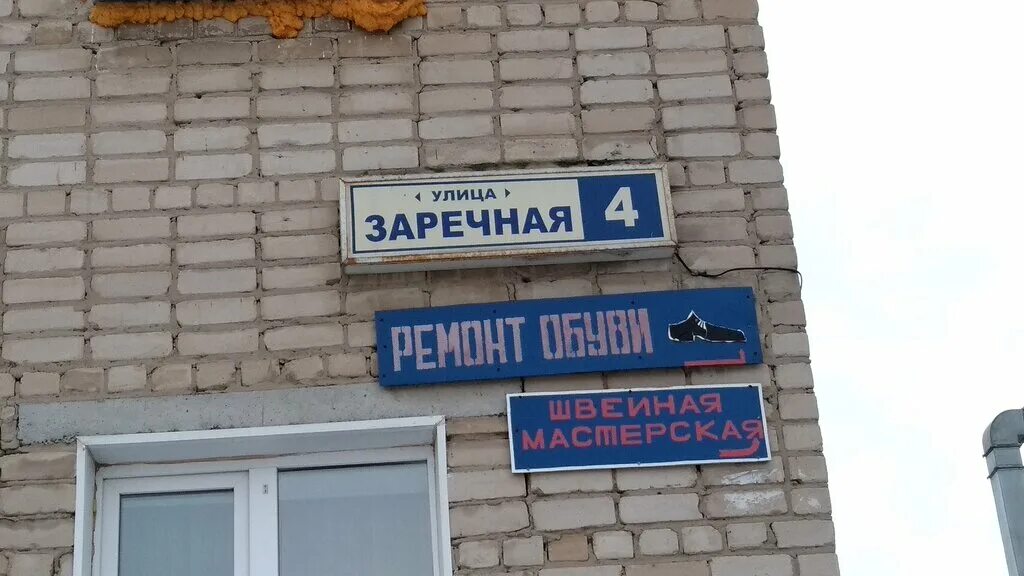 УЛИЦА
ЗАРЕЧНАЯ 4
РЕМОНТ ОБУВИ
ШВЕЙНАЯ
МАСТЕРСКАЯ